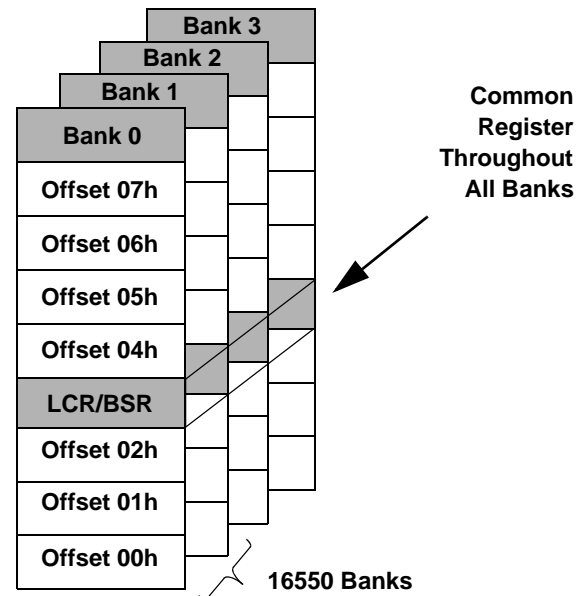 Bank 3
Bank 2
Bank 1
Bank 0
Common
Register
Throughout
All Banks
Offset 07h
Offset 06h
Offset 05h
Offset 04h
LCR/BSR
Offset 02h
Offset 01h
Offset 00h
16550 Banks